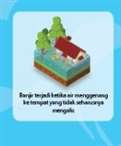 Banjir terjadi ketika air menggenang
ke tempat yang tidak seharusnya
mengalir.